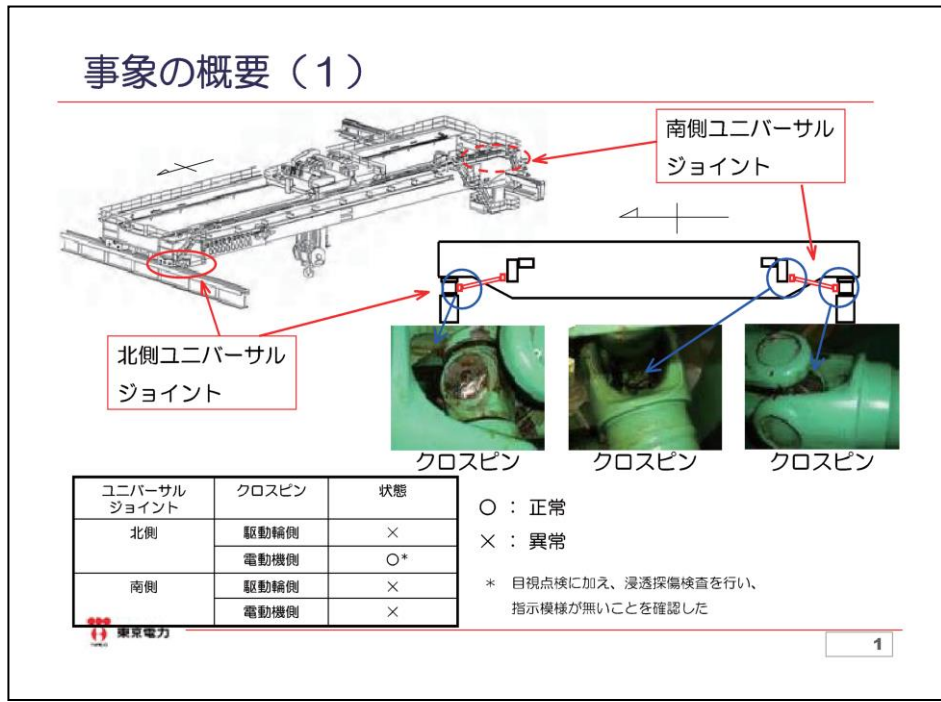 事象の概要（１）
南側ユニバーサル
ジョイント
北側ユニバーサル
ジョイント
クロスピン
クロスピン
クロスピン
ユニバーサル
ジョイント
クロスピン
状態
北側
駆動輪側
×
電動機側
○*
南側
駆動輪側
×
電動機側
×
○ ： 正常
× ： 異常
* 目視点検に加え、浸透探傷検査を行い、
指示模様が無いことを確認した
東京電力
1